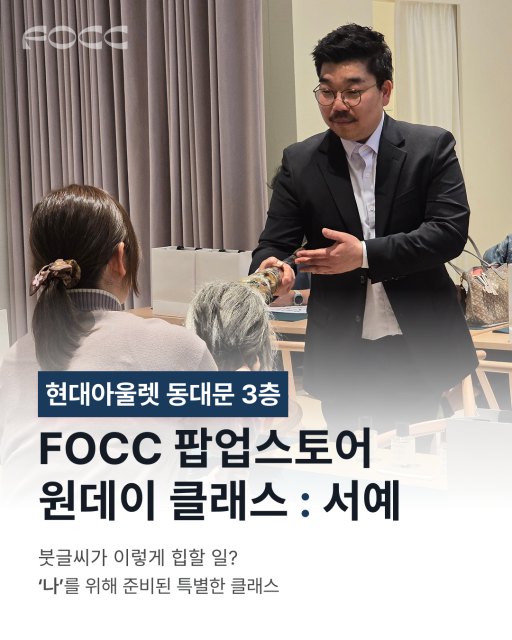 FOCC
현대아울렛 동대문 3층
FOCC 팝업스토어
원데이 클래스 : 서예
붓글씨가 이렇게 힙할 일?
‘나’를 위해 준비된 특별한 클래스